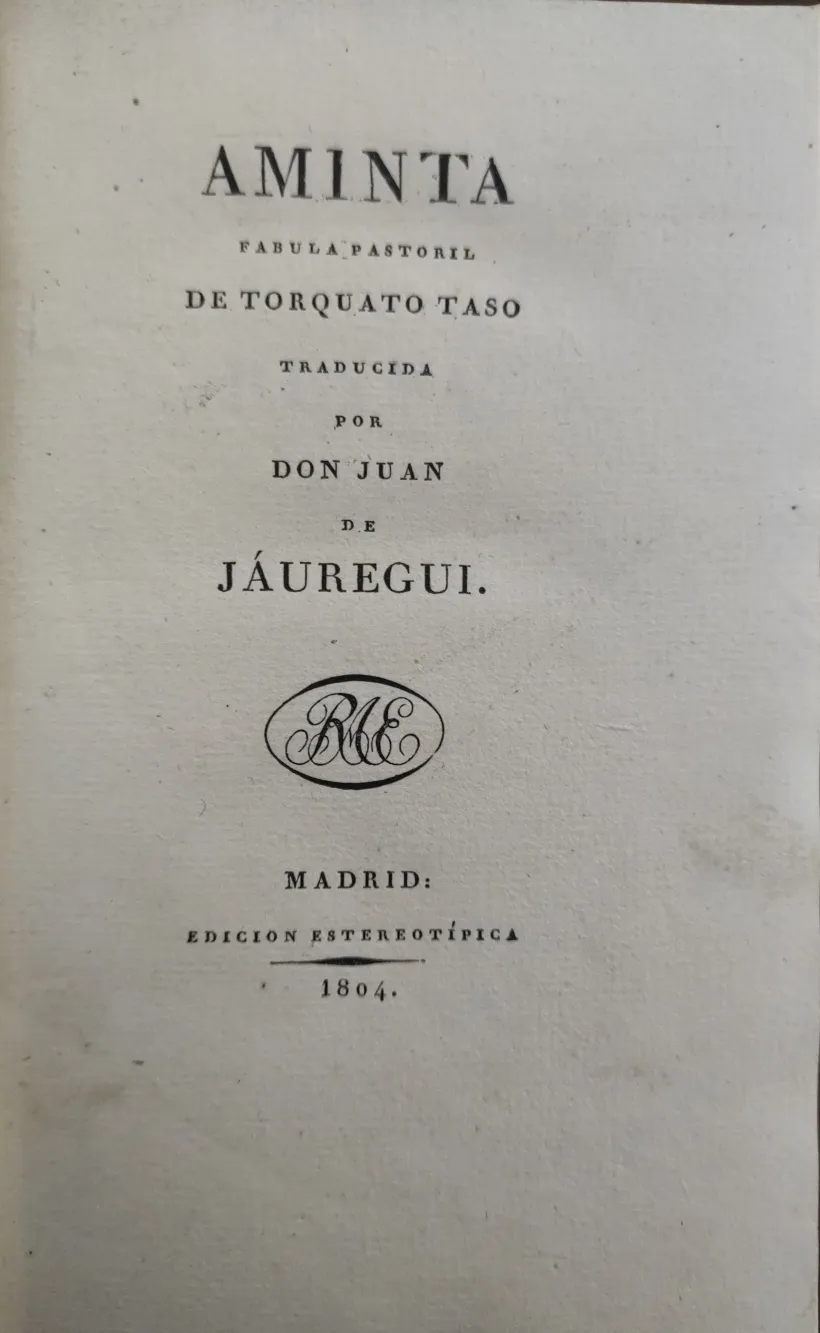 AMINTA
FABULA PASTORIL
DE TORQUATO TASO
TRADUCIDA
POR
DON JUAN
DE
JÁUREGUI.
MADRID:
EDICION ESTEREOTÍPICA
1804.